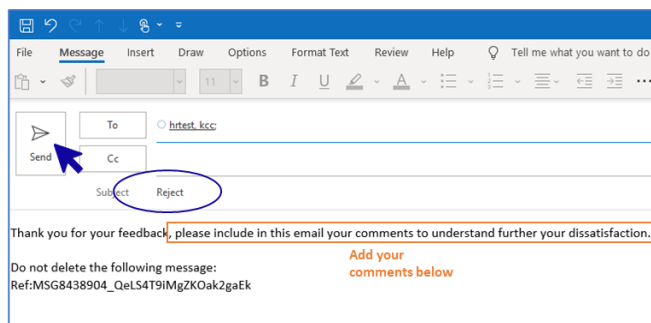 File Message Insert Draw Options Format Text Review Help Tell me what you want to do
11 B I U A
To hrtest, kcc;
Send
Cc
Subject Reject
Thank you for your feedback, please include in this email your comments to understand further your dissatisfaction.
Add your
comments below
Do not delete the following message:
Ref:MSG8438904_QeLS4T9iMgZKOak2gaEk